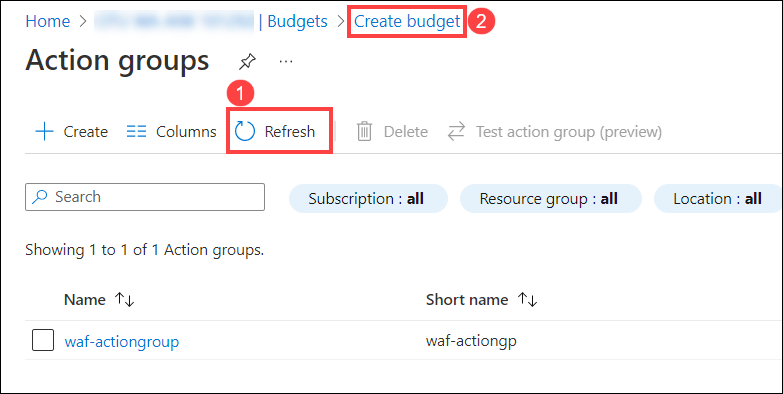 Home > | Budgets > Create budget 2
Action groups ...
1
Create Columns Refresh Delete Test action group (preview)
Search Subscription : all Resource group : all Location : all
Showing 1 to 1 of 1 Action groups.
Name ↑↓ Short name ↑↓
waf-actiongroup waf-actiongp